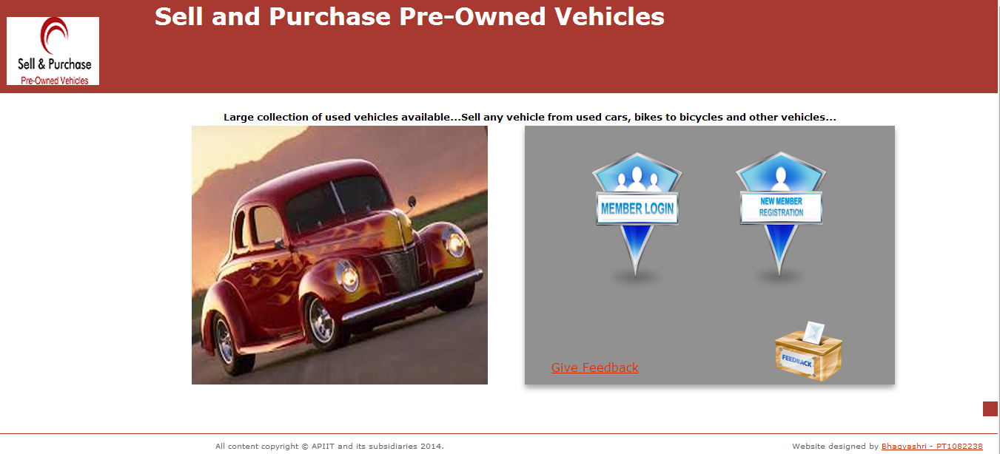 Sell and Purchase Pre-Owned Vehicles
Sell & Purchase
Pre-Owned Vehicles
Large collection of used vehicles available...Sell any vehicle from used cars, bikes to bicycles and other vehicles...
MEMBER LOGIN
NEW MEMBER
REGISTRATION
FEEDBACK
Give Feedback
All content copyright © APIIT and its subsidiaries 2014.
Website designed by Bhagyashri - PT1082238